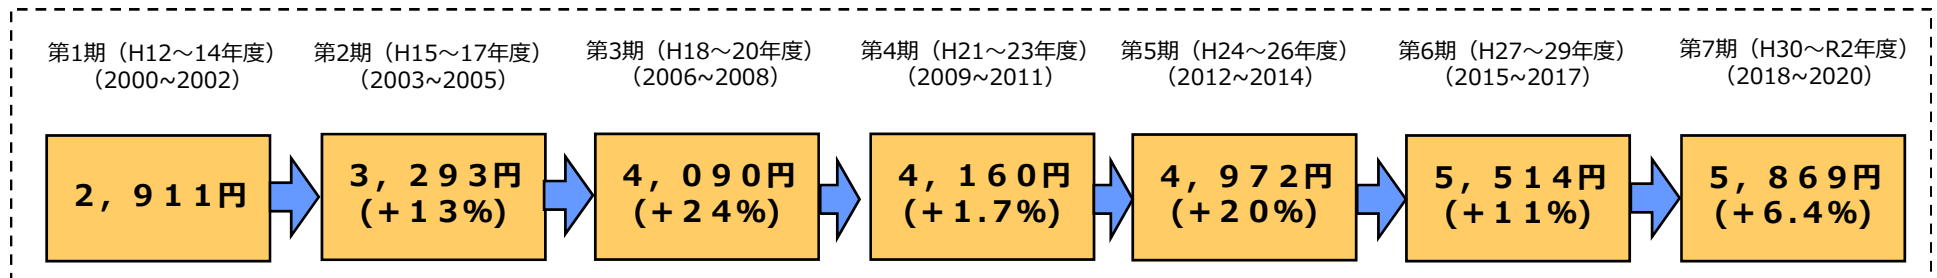 第1期（H12～14年度）
（2000~2002）
２，９１１円
第2期（H15～17年度）
（2003~2005）
３，２９３円
(＋１３%)
第3期（H18～20年度）
（2006~2008）
４，０９０円
(＋２４%)
第4期（H21～23年度）
（2009~2011）
４，１６０円
(＋１.７%)
第5期（H24～26年度）
（2012~2014）
４，９７２円
(＋２０%)
第6期（H27～29年度）
（2015~2017）
５，５１４円
(＋１１%)
第7期（H30～R2年度）
（2018~2020）
５，８６９円
(＋６.４%)